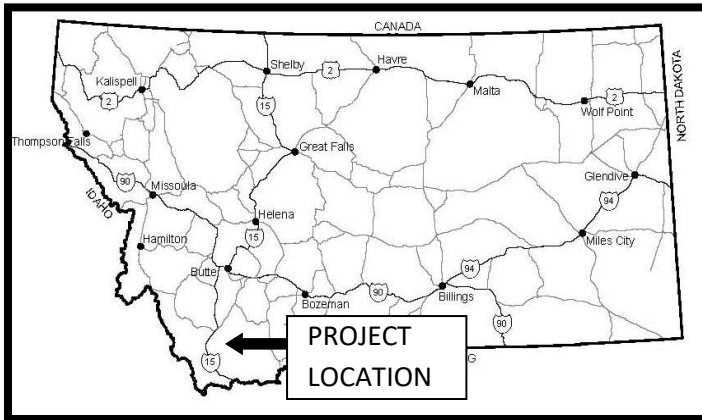 CANADA
Shelby
2
Havre
Kalispell
2
15
Malta
2
Wolf Point
NORTH DAKOTA
Thompson Falls
Great Falls
Glendive
90
Missoula
94
IDAHO
Helena
15
Hamilton
Miles City
Butte
94
90
Billings
Bozeman
90
PROJECT
LOCATION
15
G